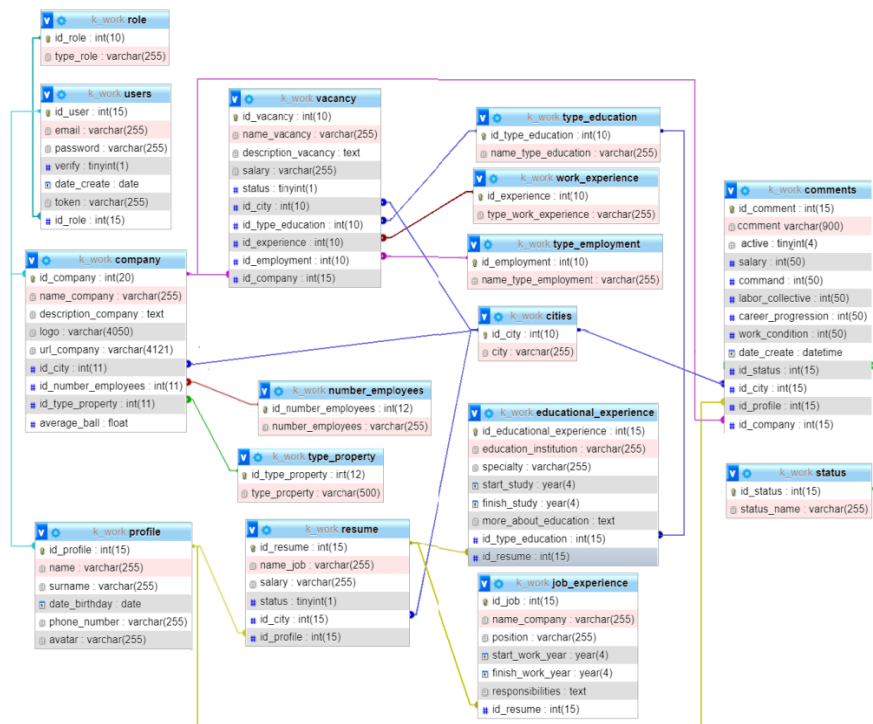 k_work role
id_role : int(10)
type_role : varchar(255)
k_work users
id_user : int(15)
email : varchar(255)
password : varchar(255)
verify : tinyint(1)
date_create : date
token : varchar(255)
id_role : int(15)
k_work company
id_company : int(20)
name_company : varchar(255)
description_company : text
logo : varchar(4050)
url_company : varchar(4121)
id_city : int(11)
id_number_employees : int(11)
id_type_property : int(11)
average_ball : float
k_work profile
id_profile : int(15)
name : varchar(255)
surname : varchar(255)
date_birthday : date
phone_number : varchar(255)
avatar : varchar(255)
k_work vacancy
id_vacancy : int(10)
name_vacancy : varchar(255)
description_vacancy : text
salary : varchar(255)
status : tinyint(1)
id_city : int(10)
id_type_education : int(10)
id_experience : int(10)
id_employment : int(10)
id_company : int(15)
k_work number_employees
id_number_employees : int(12)
number_employees : varchar(255)
k_work type_property
id_type_property : int(12)
type_property : varchar(500)
k_work resume
id_resume : int(15)
name_job : varchar(255)
salary : varchar(255)
status : tinyint(1)
id_city : int(15)
id_profile : int(15)
k_work type_education
id_type_education : int(10)
name_type_education : varchar(255)
k_work work_experience
id_experience : int(10)
type_work_experience : varchar(255)
k_work type_employment
id_employment : int(10)
name_type_employment : varchar(255)
k_work cities
id_city : int(10)
city : varchar(255)
k_work educational_experience
id_educational_experience : int(15)
education_institution : varchar(255)
specialty : varchar(255)
start_study : year(4)
finish_study : year(4)
more_about_education : text
id_type_education : int(15)
id_resume : int(15)
k_work job_experience
id_job : int(15)
name_company : varchar(255)
position : varchar(255)
start_work_year : year(4)
finish_work_year : year(4)
responsibilities : text
id_resume : int(15)
k_work comments
id_comment : int(15)
comment varchar(900)
active : tinyint(4)
salary : int(50)
command : int(50)
labor_collective : int(50)
career_progression : int(50)
work_condition : int(50)
date_create : datetime
id_status : int(15)
id_city : int(15)
id_profile : int(15)
id_company : int(15)
k_work status
id_status : int(15)
status_name : varchar(255)